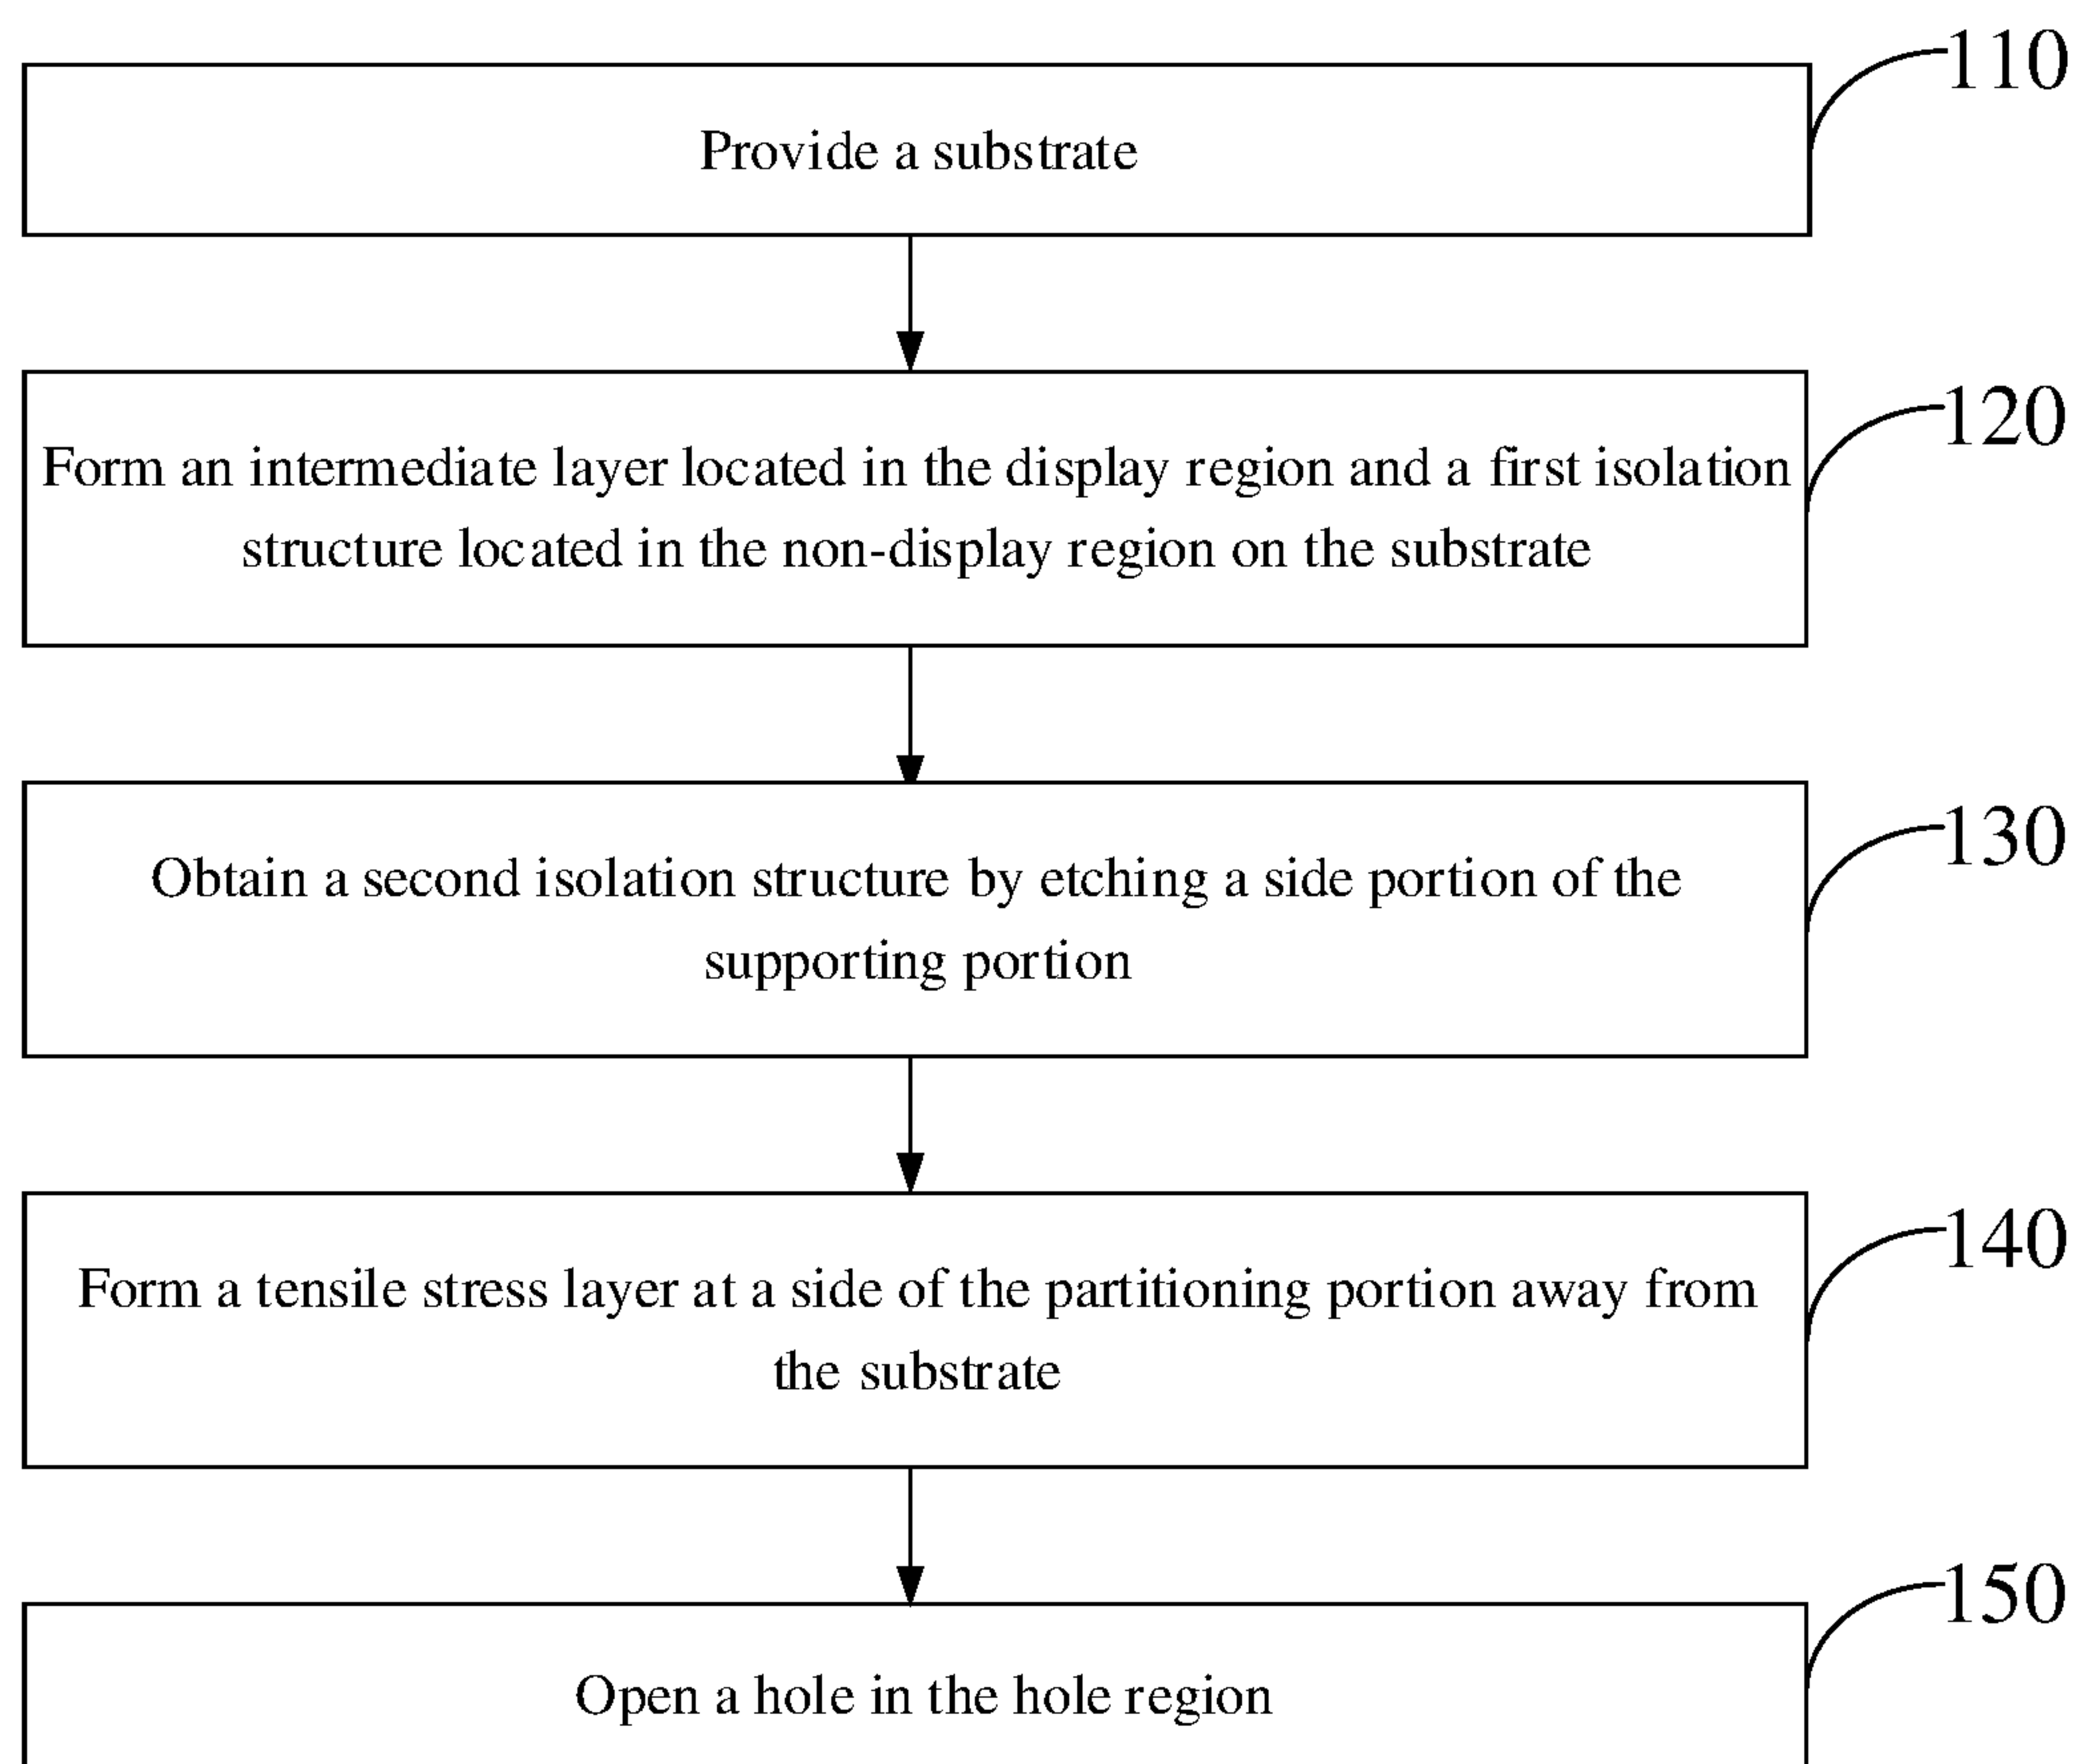 110
Provide a substrate
120
Form an intermediate layer located in the display region and a first isolation
structure located in the non-display region on the substrate
130
Obtain a second isolation structure by etching a side portion of the
supporting portion
140
Form a tensile stress layer at a side of the partitioning portion away from
the substrate
150
Open a hole in the hole region